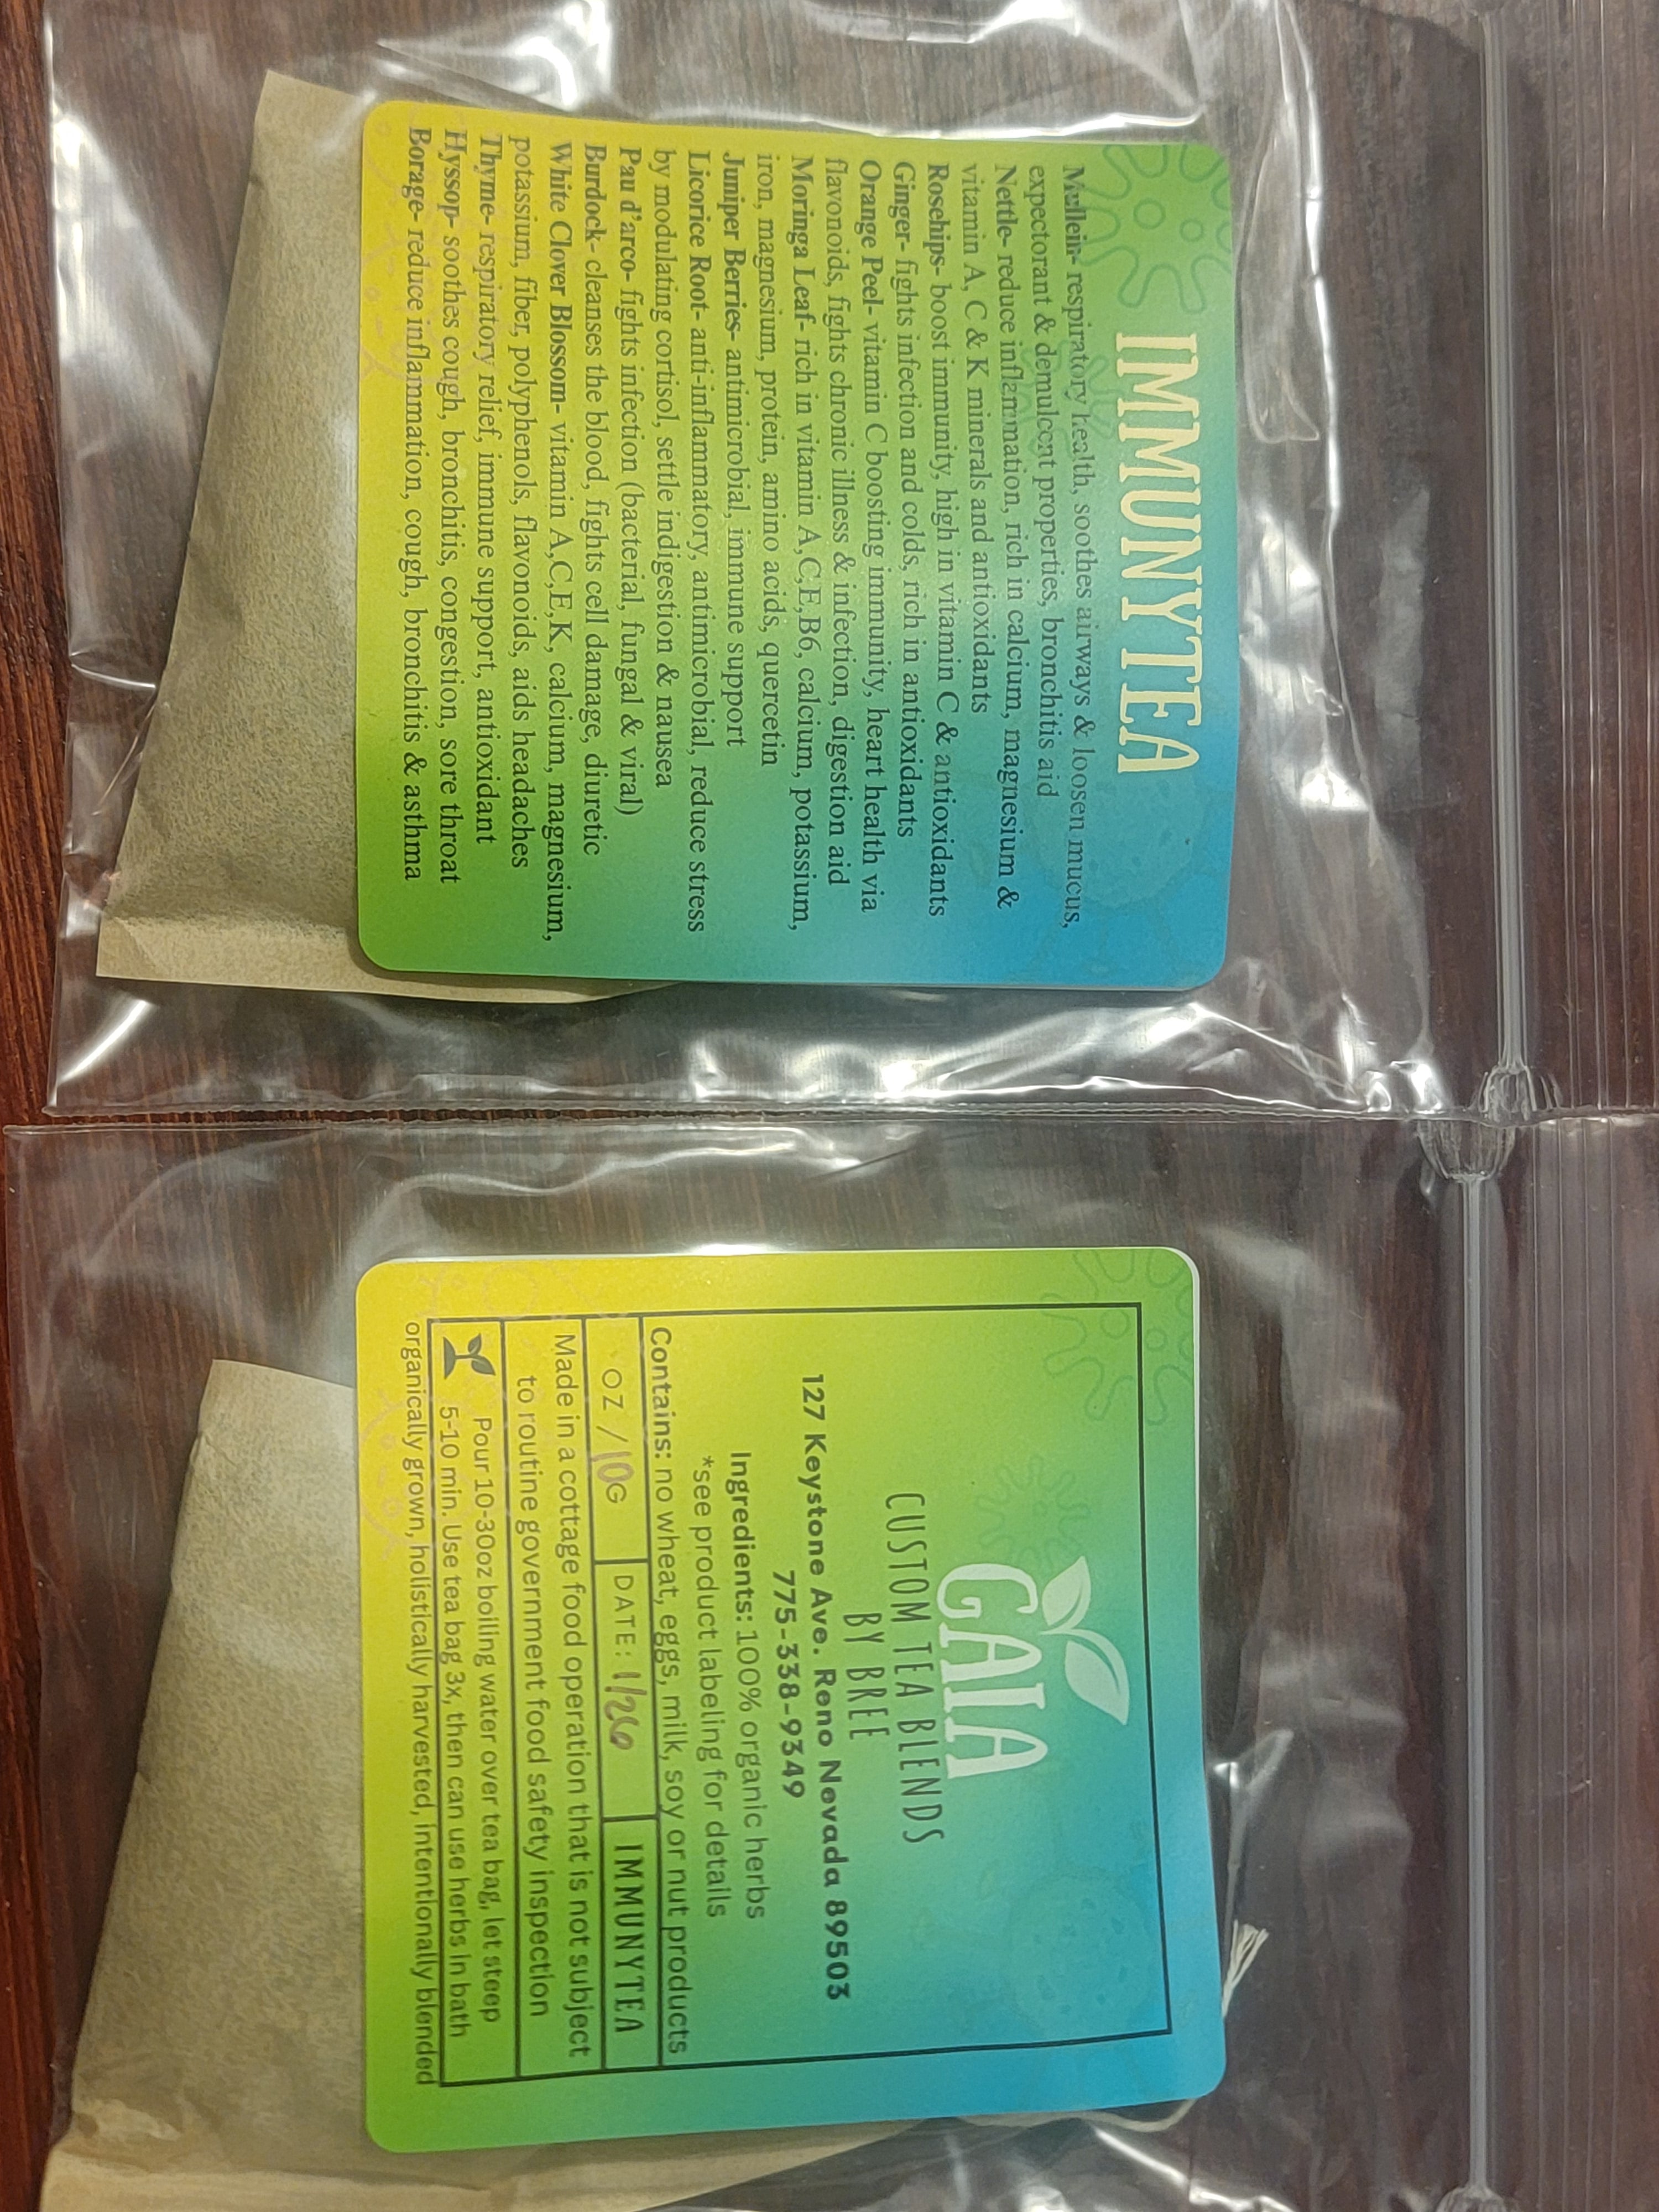 IMMUNYTEA
Mullein- respiratory health, soothes airways & loosen mucus,
expectorant & demulcent properties, bronchitis aid
Nettle- reduce inflammation, rich in calcium, magnesium &
vitamin A, C & K minerals and antioxidants
Rosehips- boost immunity, high in vitamin C & antioxidants
Ginger- fights infection and colds, rich in antioxidants
Orange Peel- vitamin C boosting immunity, heart health via
flavonoids, fights chronic illness & infection, digestion aid
Moringa Leaf- rich in vitamin A,C,E,B6, calcium, potassium,
iron, magnesium, protein, amino acids, quercetin
Juniper Berries- antimicrobial, immune support
Licorice Root- anti-inflammatory, antimicrobial, reduce stress
by modulating cortisol, settle indigestion & nausea
Pau d'arco- fights infection (bacterial, fungal & viral)
Burdock- cleanses the blood, fights cell damage, diuretic
White Clover Blossom- vitamin A,C,E,K, calcium, magnesium,
potassium, fiber, polyphenols, flavonoids, aids headaches
Thyme- respiratory relief, immune support, antioxidant
Hyssop- soothes cough, bronchitis, congestion, sore throat
Borage- reduce inflammation, cough, bronchitis & asthma
GAIA
CUSTOM TEA BLENDS
BY BREE
127 Keystone Ave. Reno Nevada 89503
775-338-9349
Ingredients: 100% organic herbs
*see product labeling for details
Contains: no wheat, eggs, milk, soy or nut products
OZ / 10G DATE: 1/26 IMMUNYTEA
Made in a cottage food operation that is not subject
to routine government food safety inspection
Pour 10-30oz boiling water over tea bag, let steep
5-10 min. Use tea bag 3x, then can use herbs in bath
organically grown, holistically harvested, intentionally blended